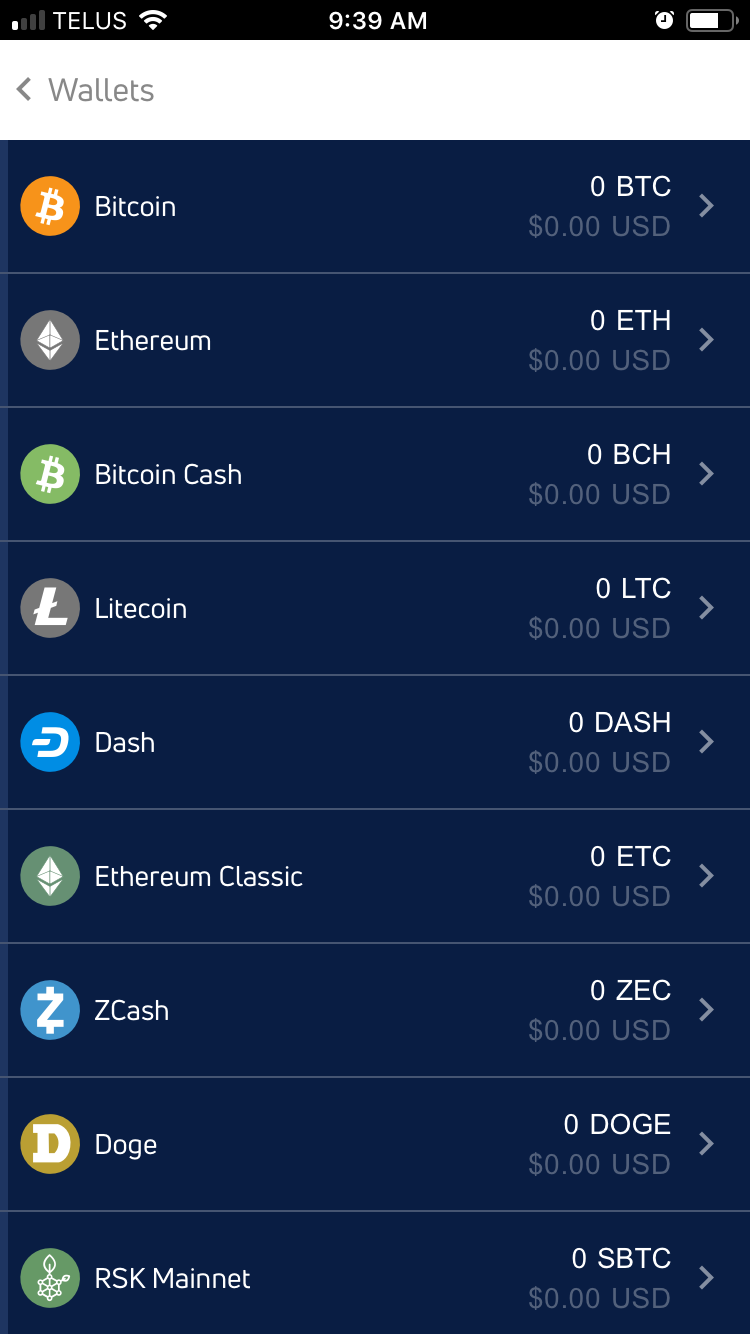 TELUS 9:39 AM
Wallets
Bitcoin 0 BTC
$0.00 USD
Ethereum 0 ETH
$0.00 USD
Bitcoin Cash 0 BCH
$0.00 USD
Litecoin 0 LTC
$0.00 USD
Dash 0 DASH
$0.00 USD
Ethereum Classic 0 ETC
$0.00 USD
ZCash 0 ZEC
$0.00 USD
Doge 0 DOGE
$0.00 USD
RSK Mainnet 0 SBTC
$0.00 USD